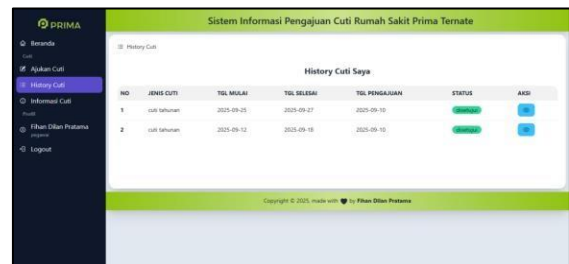 PRIMA
Sistem Informasi Pengajuan Cuti Rumah Sakit Prima Ternate
Beranda
Cuti
Ajukan Cuti
History Cuti
Informasi Cuti
Profil
Fihan Dilan Pratama
pegawai
Logout
History Cuti
History Cuti Saya
NO JENIS CUTI TGL MULAI TGL SELESAI TGL PENGAJUAN STATUS AKSI
1 cuti tahunan 2025-09-25 2025-09-27 2025-09-10 disetujui
2 cuti tahunan 2025-09-12 2025-09-18 2025-09-10 disetujui
Copyright © 2025, made with by Fihan Dilan Pratama